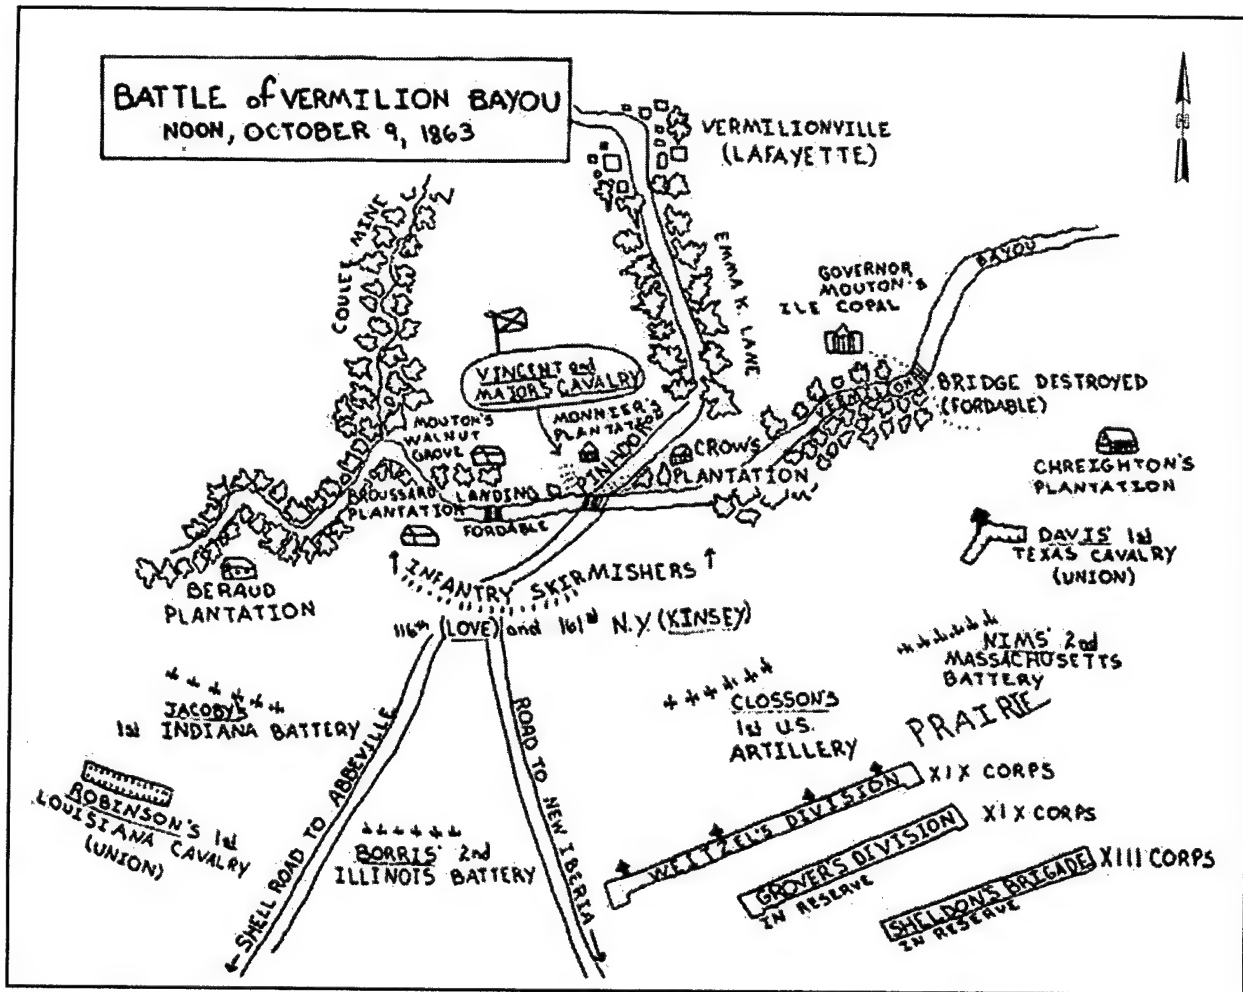 BATTLE of VERMILION BAYOU
NOON, OCTOBER 9, 1863
VERMILIONVILLE
(LAFAYETTE)
N
COULEE MINE
EMMA K. LANE
BAYOU
GOVERNOR
MOUTON'S
ILE COPAL
VINCENT and
MAJOR'S CAVALRY
VERMILION
BRIDGE DESTROYED
(FORDABLE)
MOUTON'S
WALNUT
GROVE
MONNIER'S
PLANTATION
PINHOOK RD
CROW'S
PLANTATION
CHREIGHTON'S
PLANTATION
BROUSSARD
PLANTATION
LANDING
FORDABLE
DAVIS' 1st
TEXAS CAVALRY
(UNION)
BERAUD
PLANTATION
INFANTRY SKIRMISHERS
116th (LOVE) and 161st N.Y. (KINSEY)
NIMS' 2nd
MASSACHUSETTS
BATTERY
JACOBY'S
1st INDIANA BATTERY
CLOSSON'S
1st U.S.
ARTILLERY
PRAIRIE
ROBINSON'S 1st
LOUISIANA CAVALRY
(UNION)
SHELL ROAD TO ABBEVILLE
BORRIS' 2nd
ILLINOIS BATTERY
ROAD TO NEW IBERIA
WEITZEL'S DIVISION
XIX CORPS
GROVER'S DIVISION
IN RESERVE
XIX CORPS
SHELDON'S BRIGADE
IN RESERVE
XIII CORPS